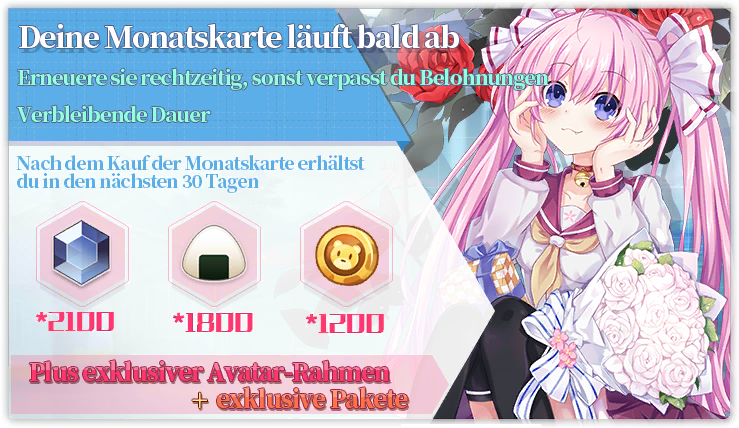 Deine Monatskarte läuft bald ab
Erneuere sie rechtzeitig, sonst verpasst du Belohnungen
Verbleibende Dauer
Nach dem Kauf der Monatskarte erhältst
du in den nächsten 30 Tagen
*2100 *1800 *1200
Plus exklusiver Avatar-Rahmen
+ exklusive Pakete